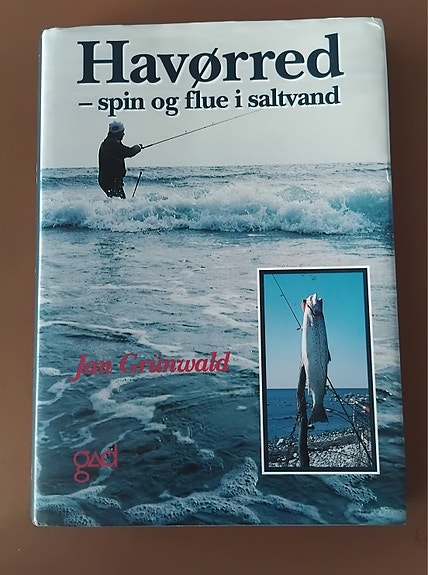 Havørred
– spin og flue i saltvand
Jan Grünwald
gad